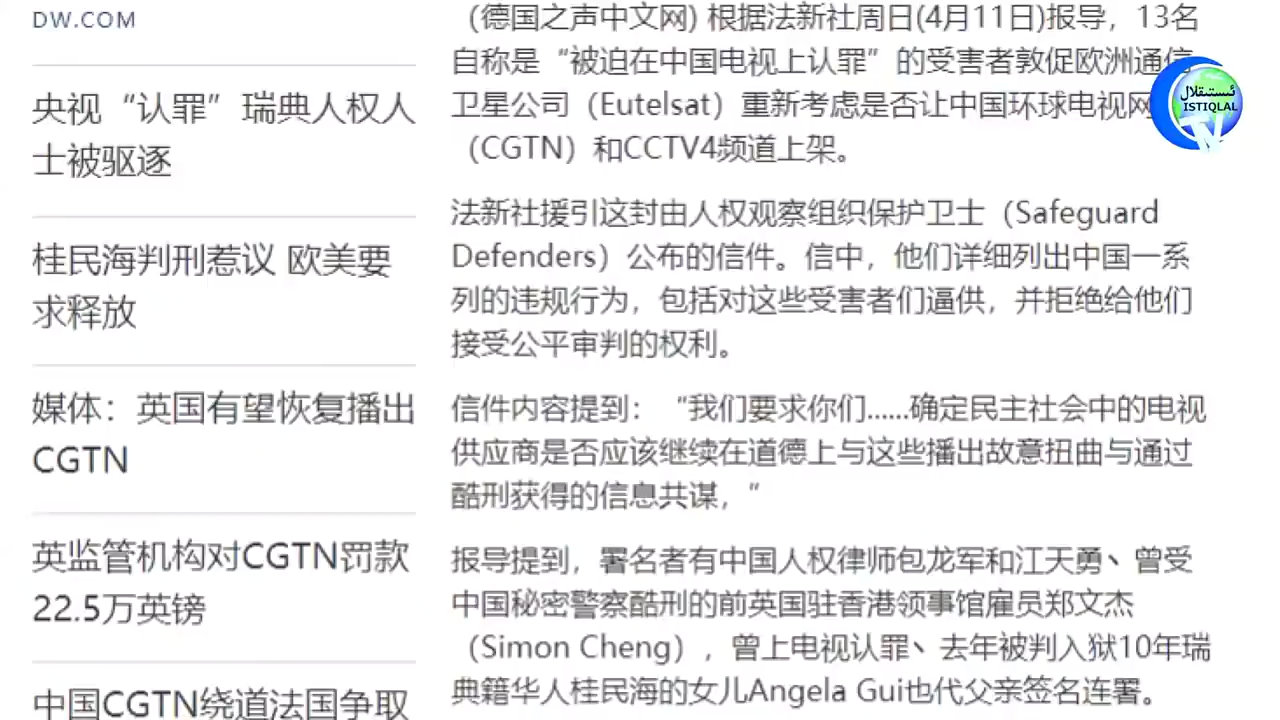 DW.COM
央视“认罪”瑞典人权人
士被驱逐
桂民海判刑惹议 欧美要
求释放
媒体：英国有望恢复播出
CGTN
英监管机构对CGTN罚款
22.5万英镑
中国CGTN绕道法国争取
（德国之声中文网) 根据法新社周日(4月11日)报导，13名
自称是“被迫在中国电视上认罪”的受害者敦促欧洲通信
卫星公司（Eutelsat）重新考虑是否让中国环球电视网
（CGTN）和CCTV4频道上架。
法新社援引这封由人权观察组织保护卫士（Safeguard
Defenders）公布的信件。信中，他们详细列出中国一系
列的违规行为，包括对这些受害者们逼供，并拒绝给他们
接受公平审判的权利。
信件内容提到：“我们要求你们......确定民主社会中的电视
供应商是否应该继续在道德上与这些播出故意扭曲与通过
酷刑获得的信息共谋，”
报导提到，署名者有中国人权律师包龙军和江天勇、曾受
中国秘密警察酷刑的前英国驻香港领事馆雇员郑文杰
（Simon Cheng），曾上电视认罪、去年被判入狱10年瑞
典籍华人桂民海的女儿Angela Gui也代父亲签名连署。
ئىستىقلال
ISTIQLAL
TV